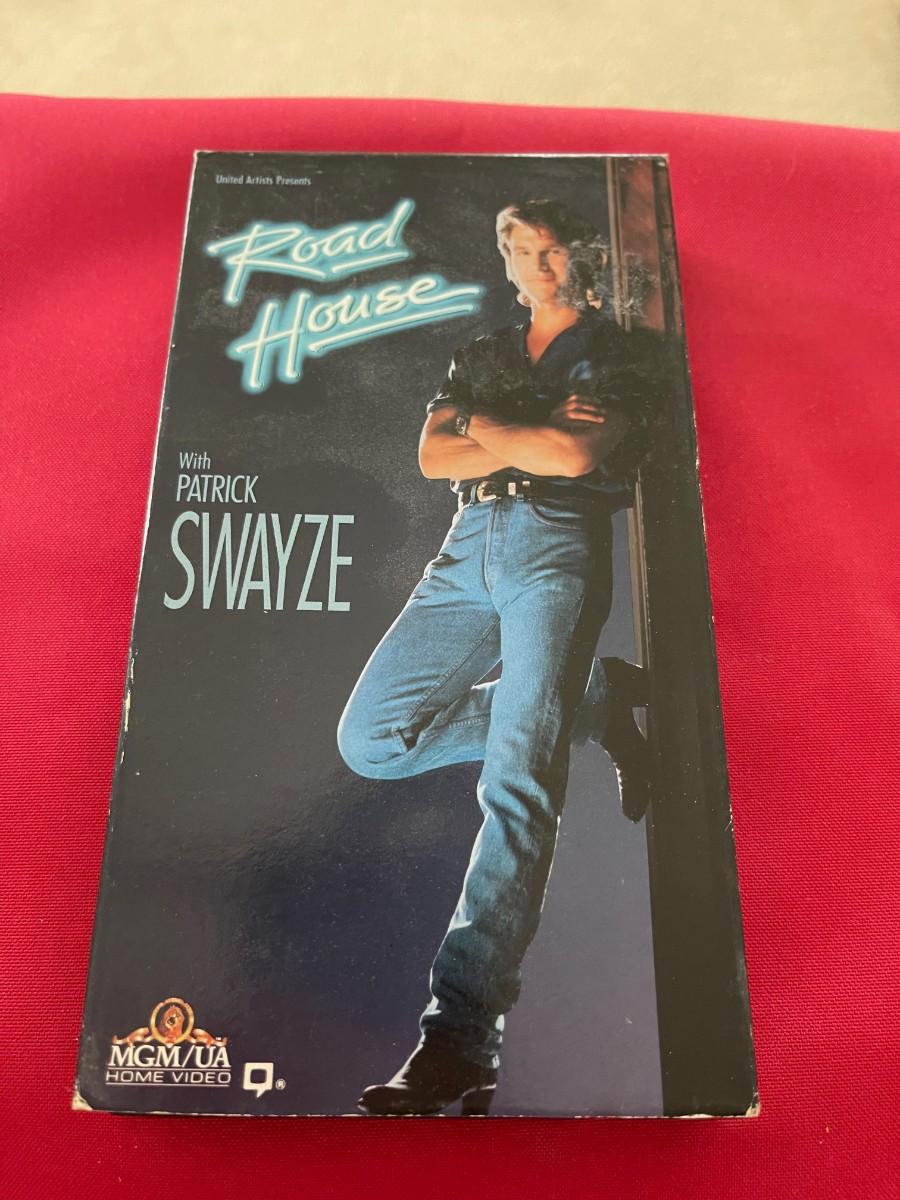 United Artists Presents
Road
House
With
PATRICK
SWAYZE
MGM/UA
HOME VIDEO
®